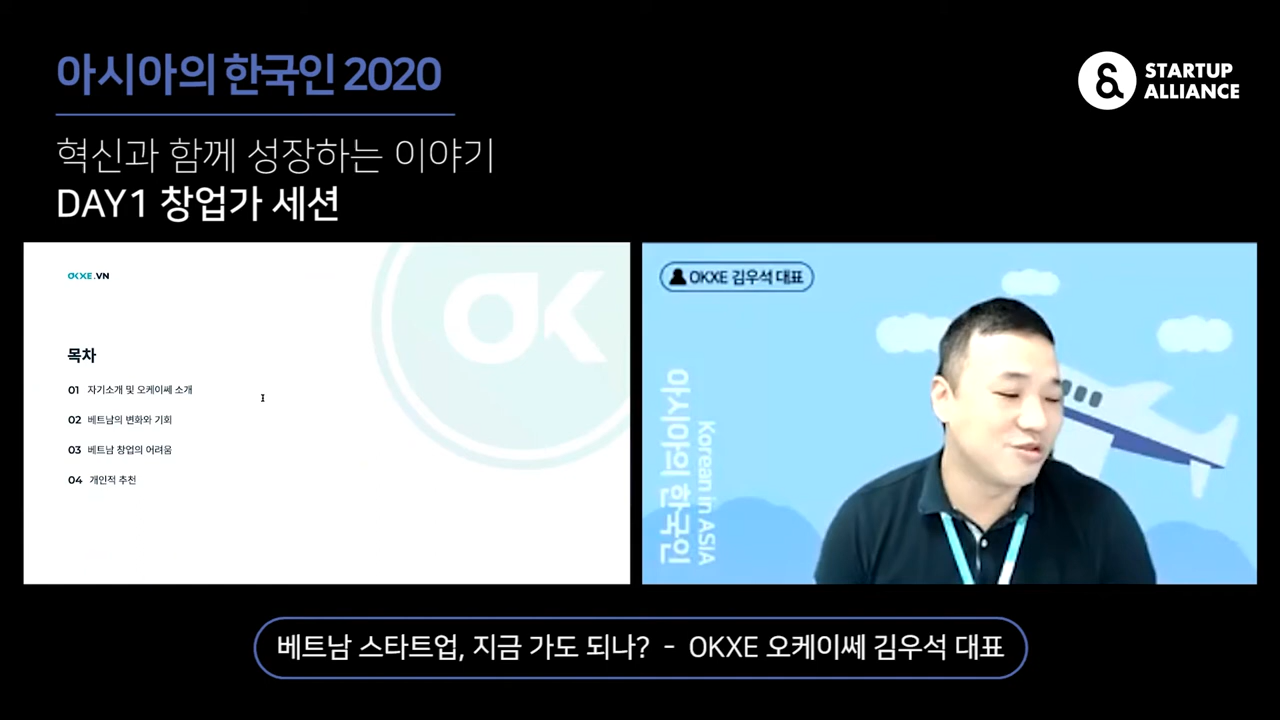 아시아의 한국인 2020
STARTUP
ALLIANCE
혁신과 함께 성장하는 이야기
DAY1 창업가 세션
OKXE.VN
OK
목차
01 자기소개 및 오케이쎄 소개
02 베트남의 변화와 기회
03 베트남 창업의 어려움
04 개인적 추천
OKXE 김우석 대표
아시아의 한국인
Korean in ASIA
베트남 스타트업, 지금 가도 되나? - OKXE 오케이쎄 김우석 대표